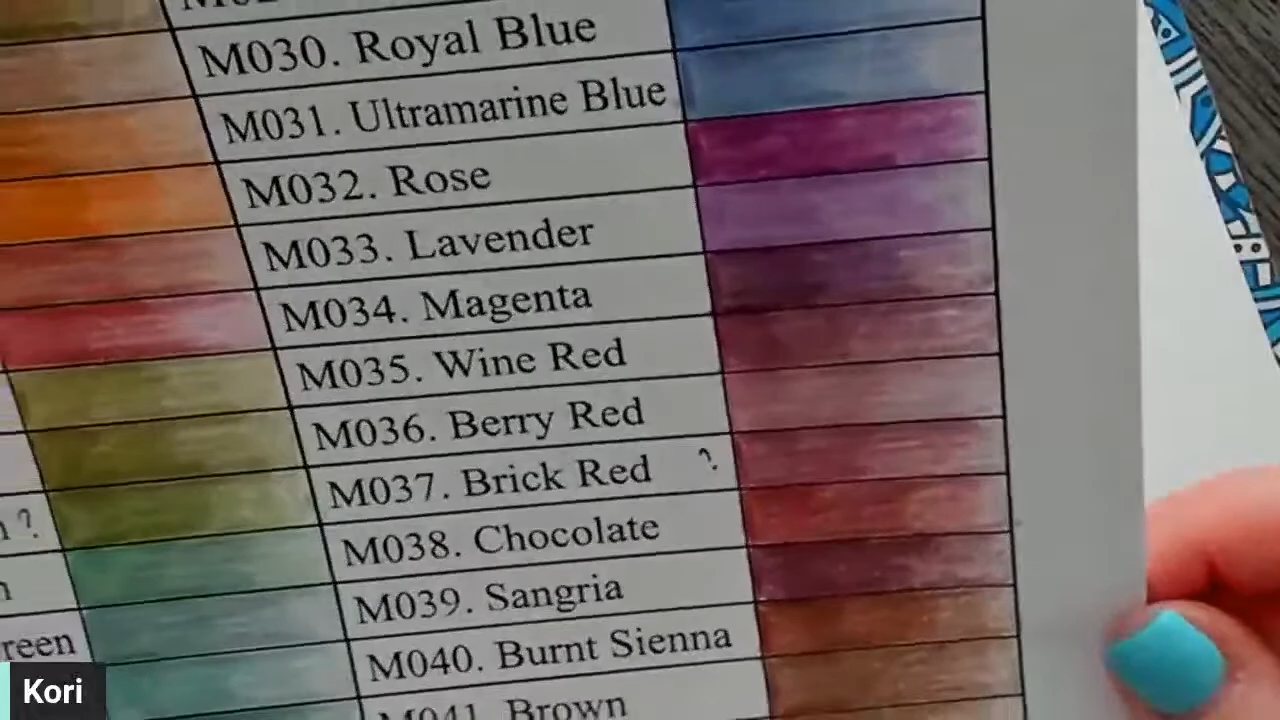 M030. Royal Blue
M031. Ultramarine Blue
M032. Rose
M033. Lavender
M034. Magenta
M035. Wine Red
M036. Berry Red
M037. Brick Red ?
M038. Chocolate
M039. Sangria
M040. Burnt Sienna
M041. Brown
n ?
n
reen
Kori